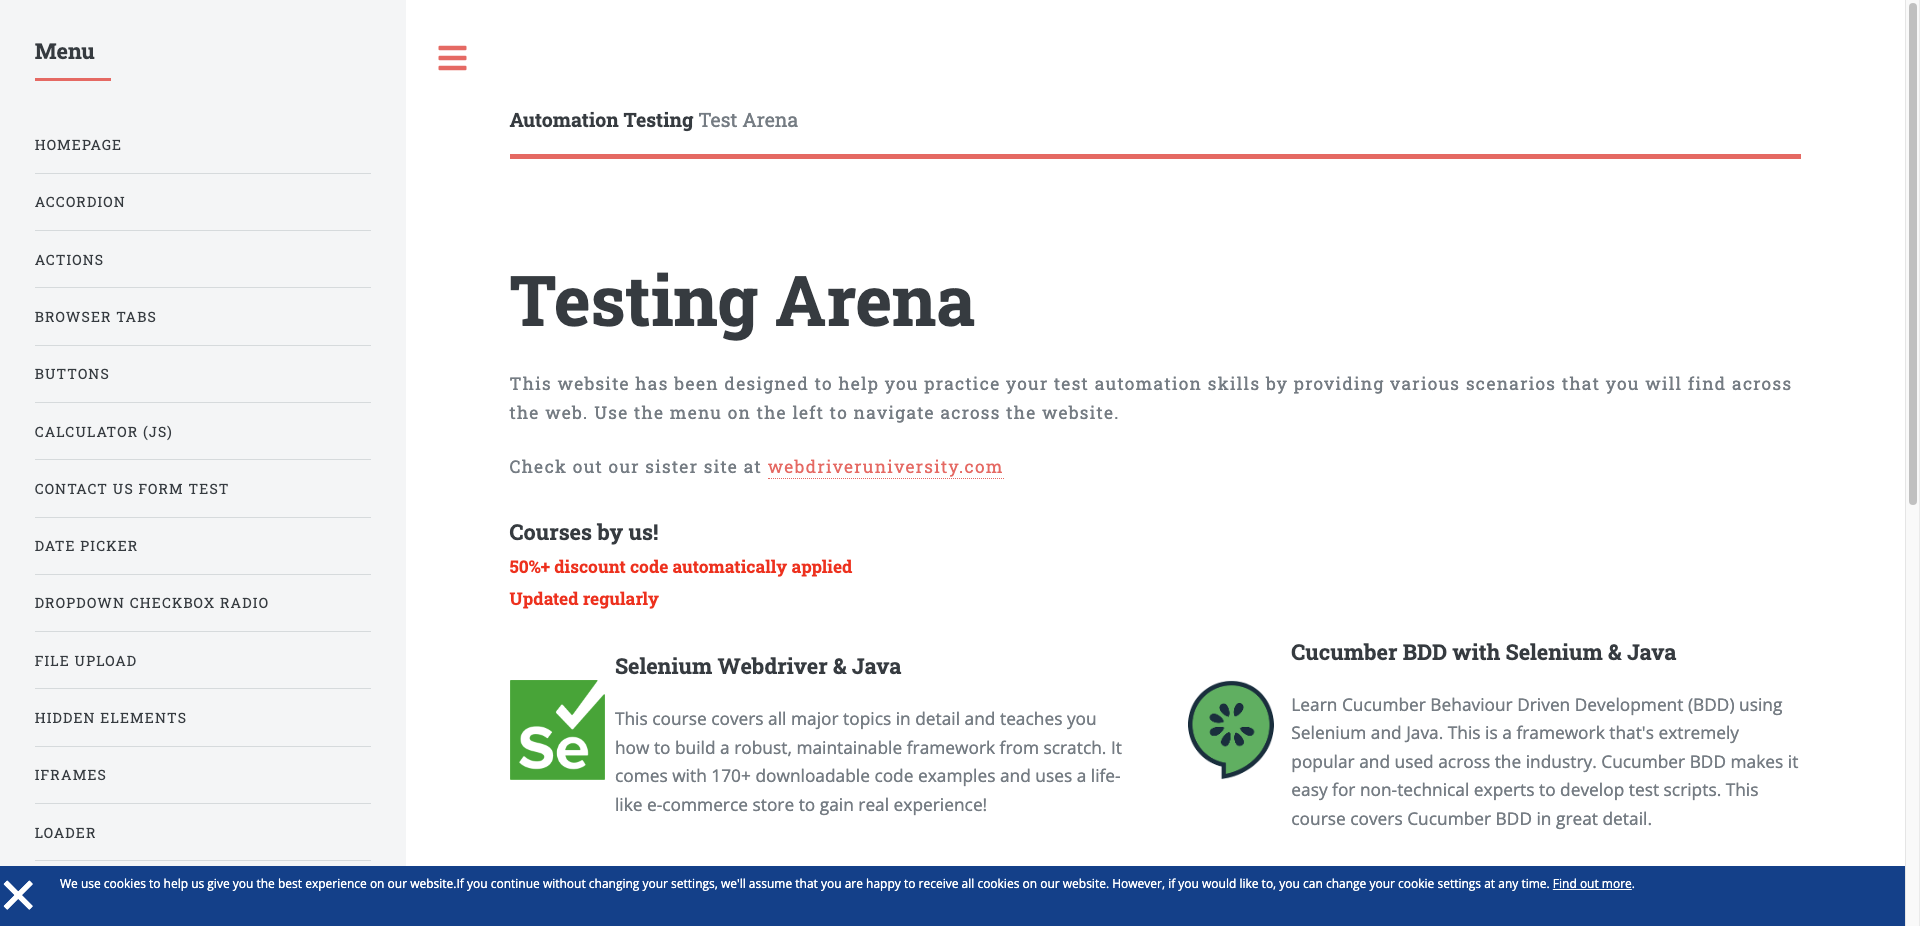 Menu
HOMEPAGE
ACCORDION
ACTIONS
BROWSER TABS
BUTTONS
CALCULATOR (JS)
CONTACT US FORM TEST
DATE PICKER
DROPDOWN CHECKBOX RADIO
FILE UPLOAD
HIDDEN ELEMENTS
IFRAMES
LOADER
Automation Testing Test Arena
Testing Arena
This website has been designed to help you practice your test automation skills by providing various scenarios that you will find across
the web. Use the menu on the left to navigate across the website.
Check out our sister site at webdriveruniversity.com
Courses by us!
50%+ discount code automatically applied
Updated regularly
Se
Selenium Webdriver & Java
This course covers all major topics in detail and teaches you
how to build a robust, maintainable framework from scratch. It
comes with 170+ downloadable code examples and uses a life-
like e-commerce store to gain real experience!
Cucumber BDD with Selenium & Java
Learn Cucumber Behaviour Driven Development (BDD) using
Selenium and Java. This is a framework that's extremely
popular and used across the industry. Cucumber BDD makes it
easy for non-technical experts to develop test scripts. This
course covers Cucumber BDD in great detail.
We use cookies to help us give you the best experience on our website.If you continue without changing your settings, we'll assume that you are happy to receive all cookies on our website. However, if you would like to, you can change your cookie settings at any time. Find out more.